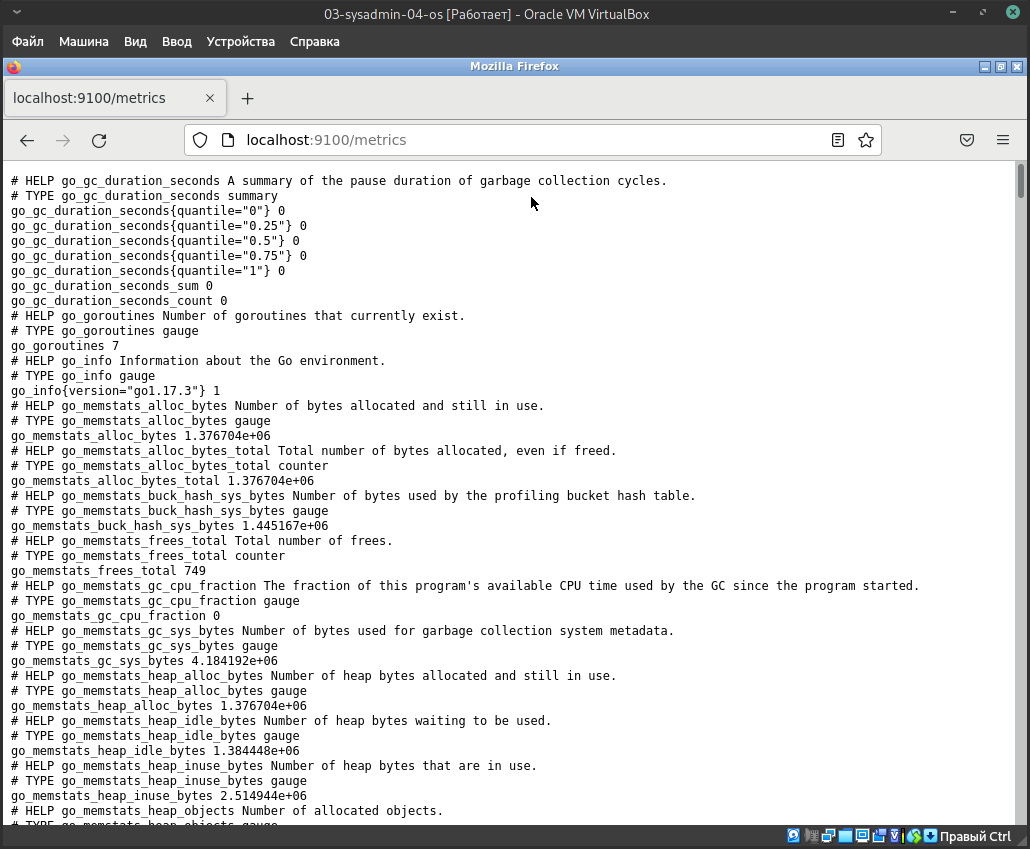 03-sysadmin-04-os [Работает] - Oracle VM VirtualBox
Файл Машина Вид Ввод Устройства Справка
Mozilla Firefox
localhost:9100/metrics
localhost:9100/metrics
# HELP go_gc_duration_seconds A summary of the pause duration of garbage collection cycles.
# TYPE go_gc_duration_seconds summary
go_gc_duration_seconds{quantile="0"} 0
go_gc_duration_seconds{quantile="0.25"} 0
go_gc_duration_seconds{quantile="0.5"} 0
go_gc_duration_seconds{quantile="0.75"} 0
go_gc_duration_seconds{quantile="1"} 0
go_gc_duration_seconds_sum 0
go_gc_duration_seconds_count 0
# HELP go_goroutines Number of goroutines that currently exist.
# TYPE go_goroutines gauge
go_goroutines 7
# HELP go_info Information about the Go environment.
# TYPE go_info gauge
go_info{version="go1.17.3"} 1
# HELP go_memstats_alloc_bytes Number of bytes allocated and still in use.
# TYPE go_memstats_alloc_bytes gauge
go_memstats_alloc_bytes 1.376704e+06
# HELP go_memstats_alloc_bytes_total Total number of bytes allocated, even if freed.
# TYPE go_memstats_alloc_bytes_total counter
go_memstats_alloc_bytes_total 1.376704e+06
# HELP go_memstats_buck_hash_sys_bytes Number of bytes used by the profiling bucket hash table.
# TYPE go_memstats_buck_hash_sys_bytes gauge
go_memstats_buck_hash_sys_bytes 1.445167e+06
# HELP go_memstats_frees_total Total number of frees.
# TYPE go_memstats_frees_total counter
go_memstats_frees_total 749
# HELP go_memstats_gc_cpu_fraction The fraction of this program's available CPU time used by the GC since the program started.
# TYPE go_memstats_gc_cpu_fraction gauge
go_memstats_gc_cpu_fraction 0
# HELP go_memstats_gc_sys_bytes Number of bytes used for garbage collection system metadata.
# TYPE go_memstats_gc_sys_bytes gauge
go_memstats_gc_sys_bytes 4.184192e+06
# HELP go_memstats_heap_alloc_bytes Number of heap bytes allocated and still in use.
# TYPE go_memstats_heap_alloc_bytes gauge
go_memstats_heap_alloc_bytes 1.376704e+06
# HELP go_memstats_heap_idle_bytes Number of heap bytes waiting to be used.
# TYPE go_memstats_heap_idle_bytes gauge
go_memstats_heap_idle_bytes 1.384448e+06
# HELP go_memstats_heap_inuse_bytes Number of heap bytes that are in use.
# TYPE go_memstats_heap_inuse_bytes gauge
go_memstats_heap_inuse_bytes 2.514944e+06
# HELP go_memstats_heap_objects Number of allocated objects.
# TYPE go_memstats_heap_objects gauge
Правый Ctrl